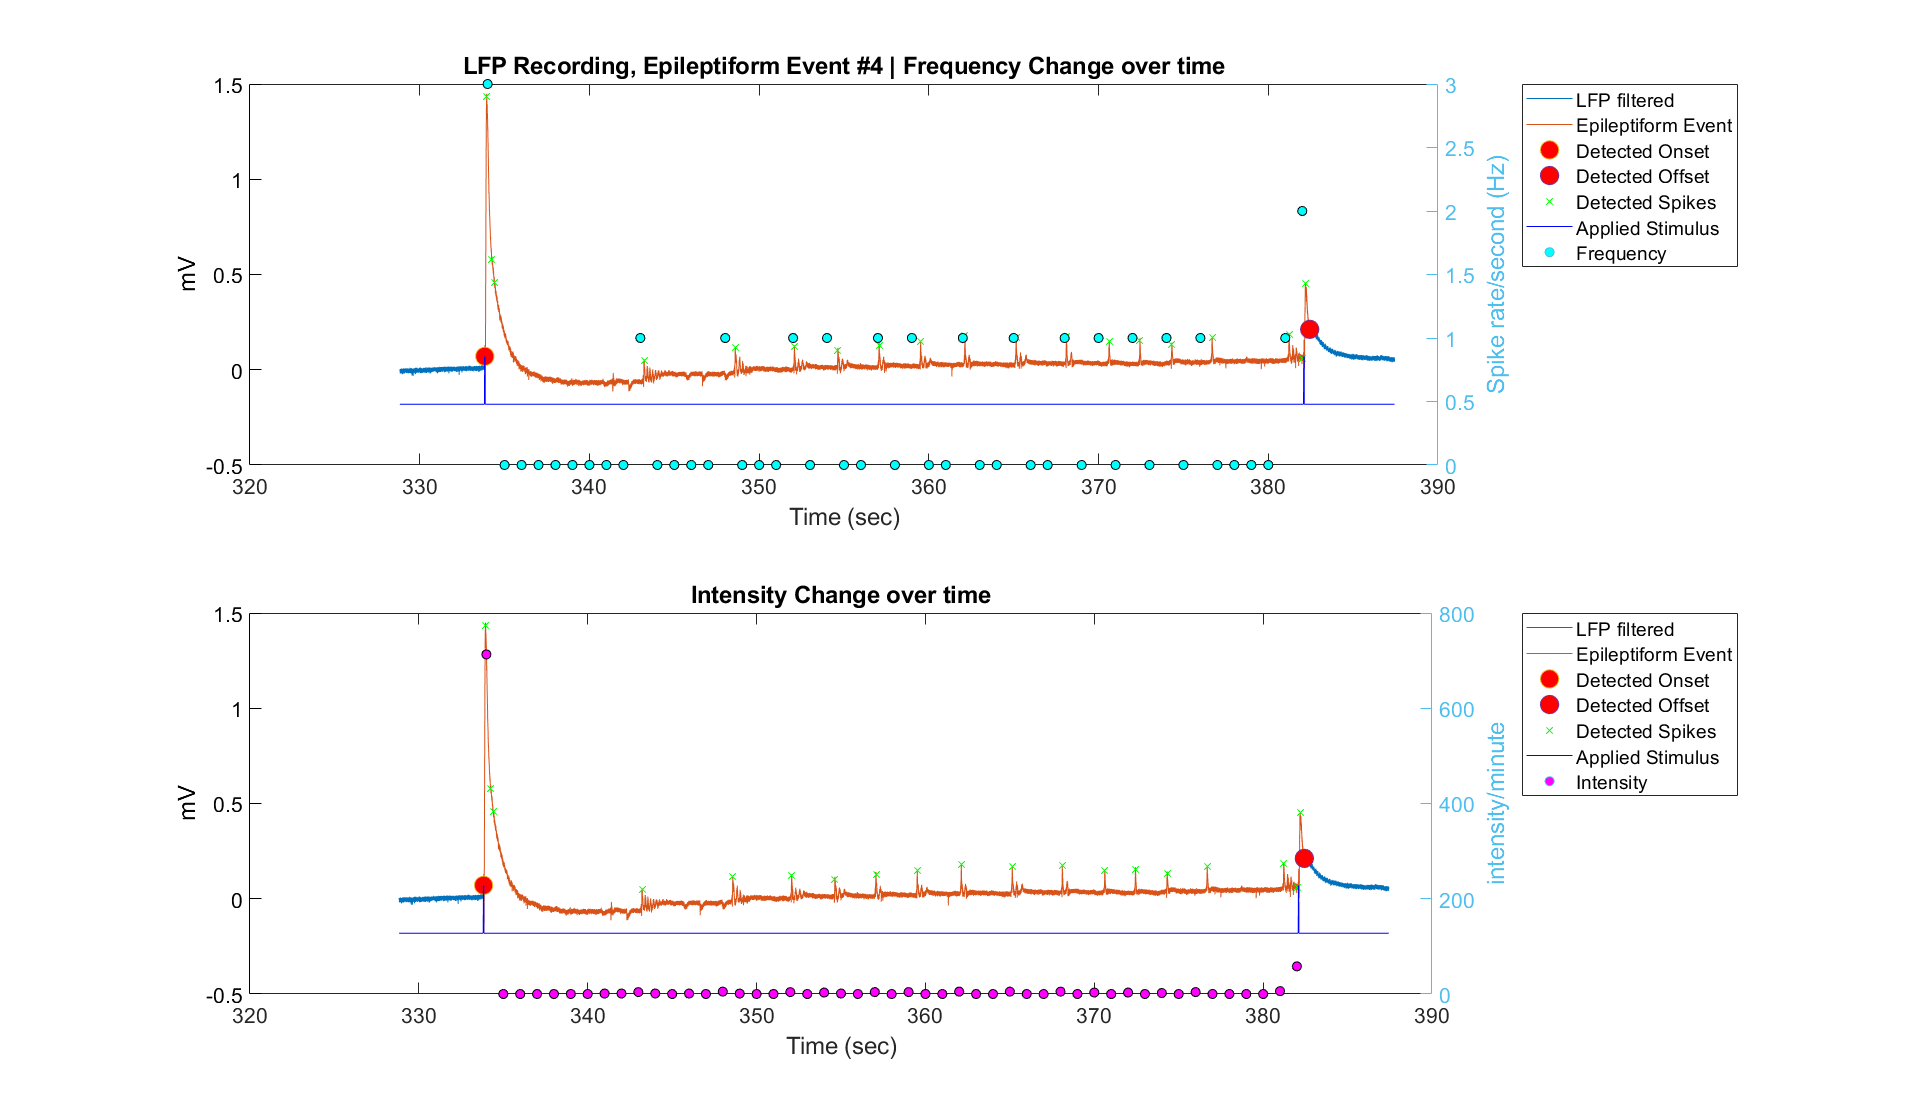 LFP Recording, Epileptiform Event #4 | Frequency Change over time
1.5
1
0.5
0
-0.5
mV
320
330
340
350
360
370
380
390
Time (sec)
3
2.5
2
1.5
1
0.5
0
Spike rate/second (Hz)
LFP filtered
Epileptiform Event
Detected Onset
Detected Offset
Detected Spikes
Applied Stimulus
Frequency
Intensity Change over time
1.5
1
0.5
0
-0.5
mV
320
330
340
350
360
370
380
390
Time (sec)
800
600
400
200
0
intensity/minute
LFP filtered
Epileptiform Event
Detected Onset
Detected Offset
Detected Spikes
Applied Stimulus
Intensity